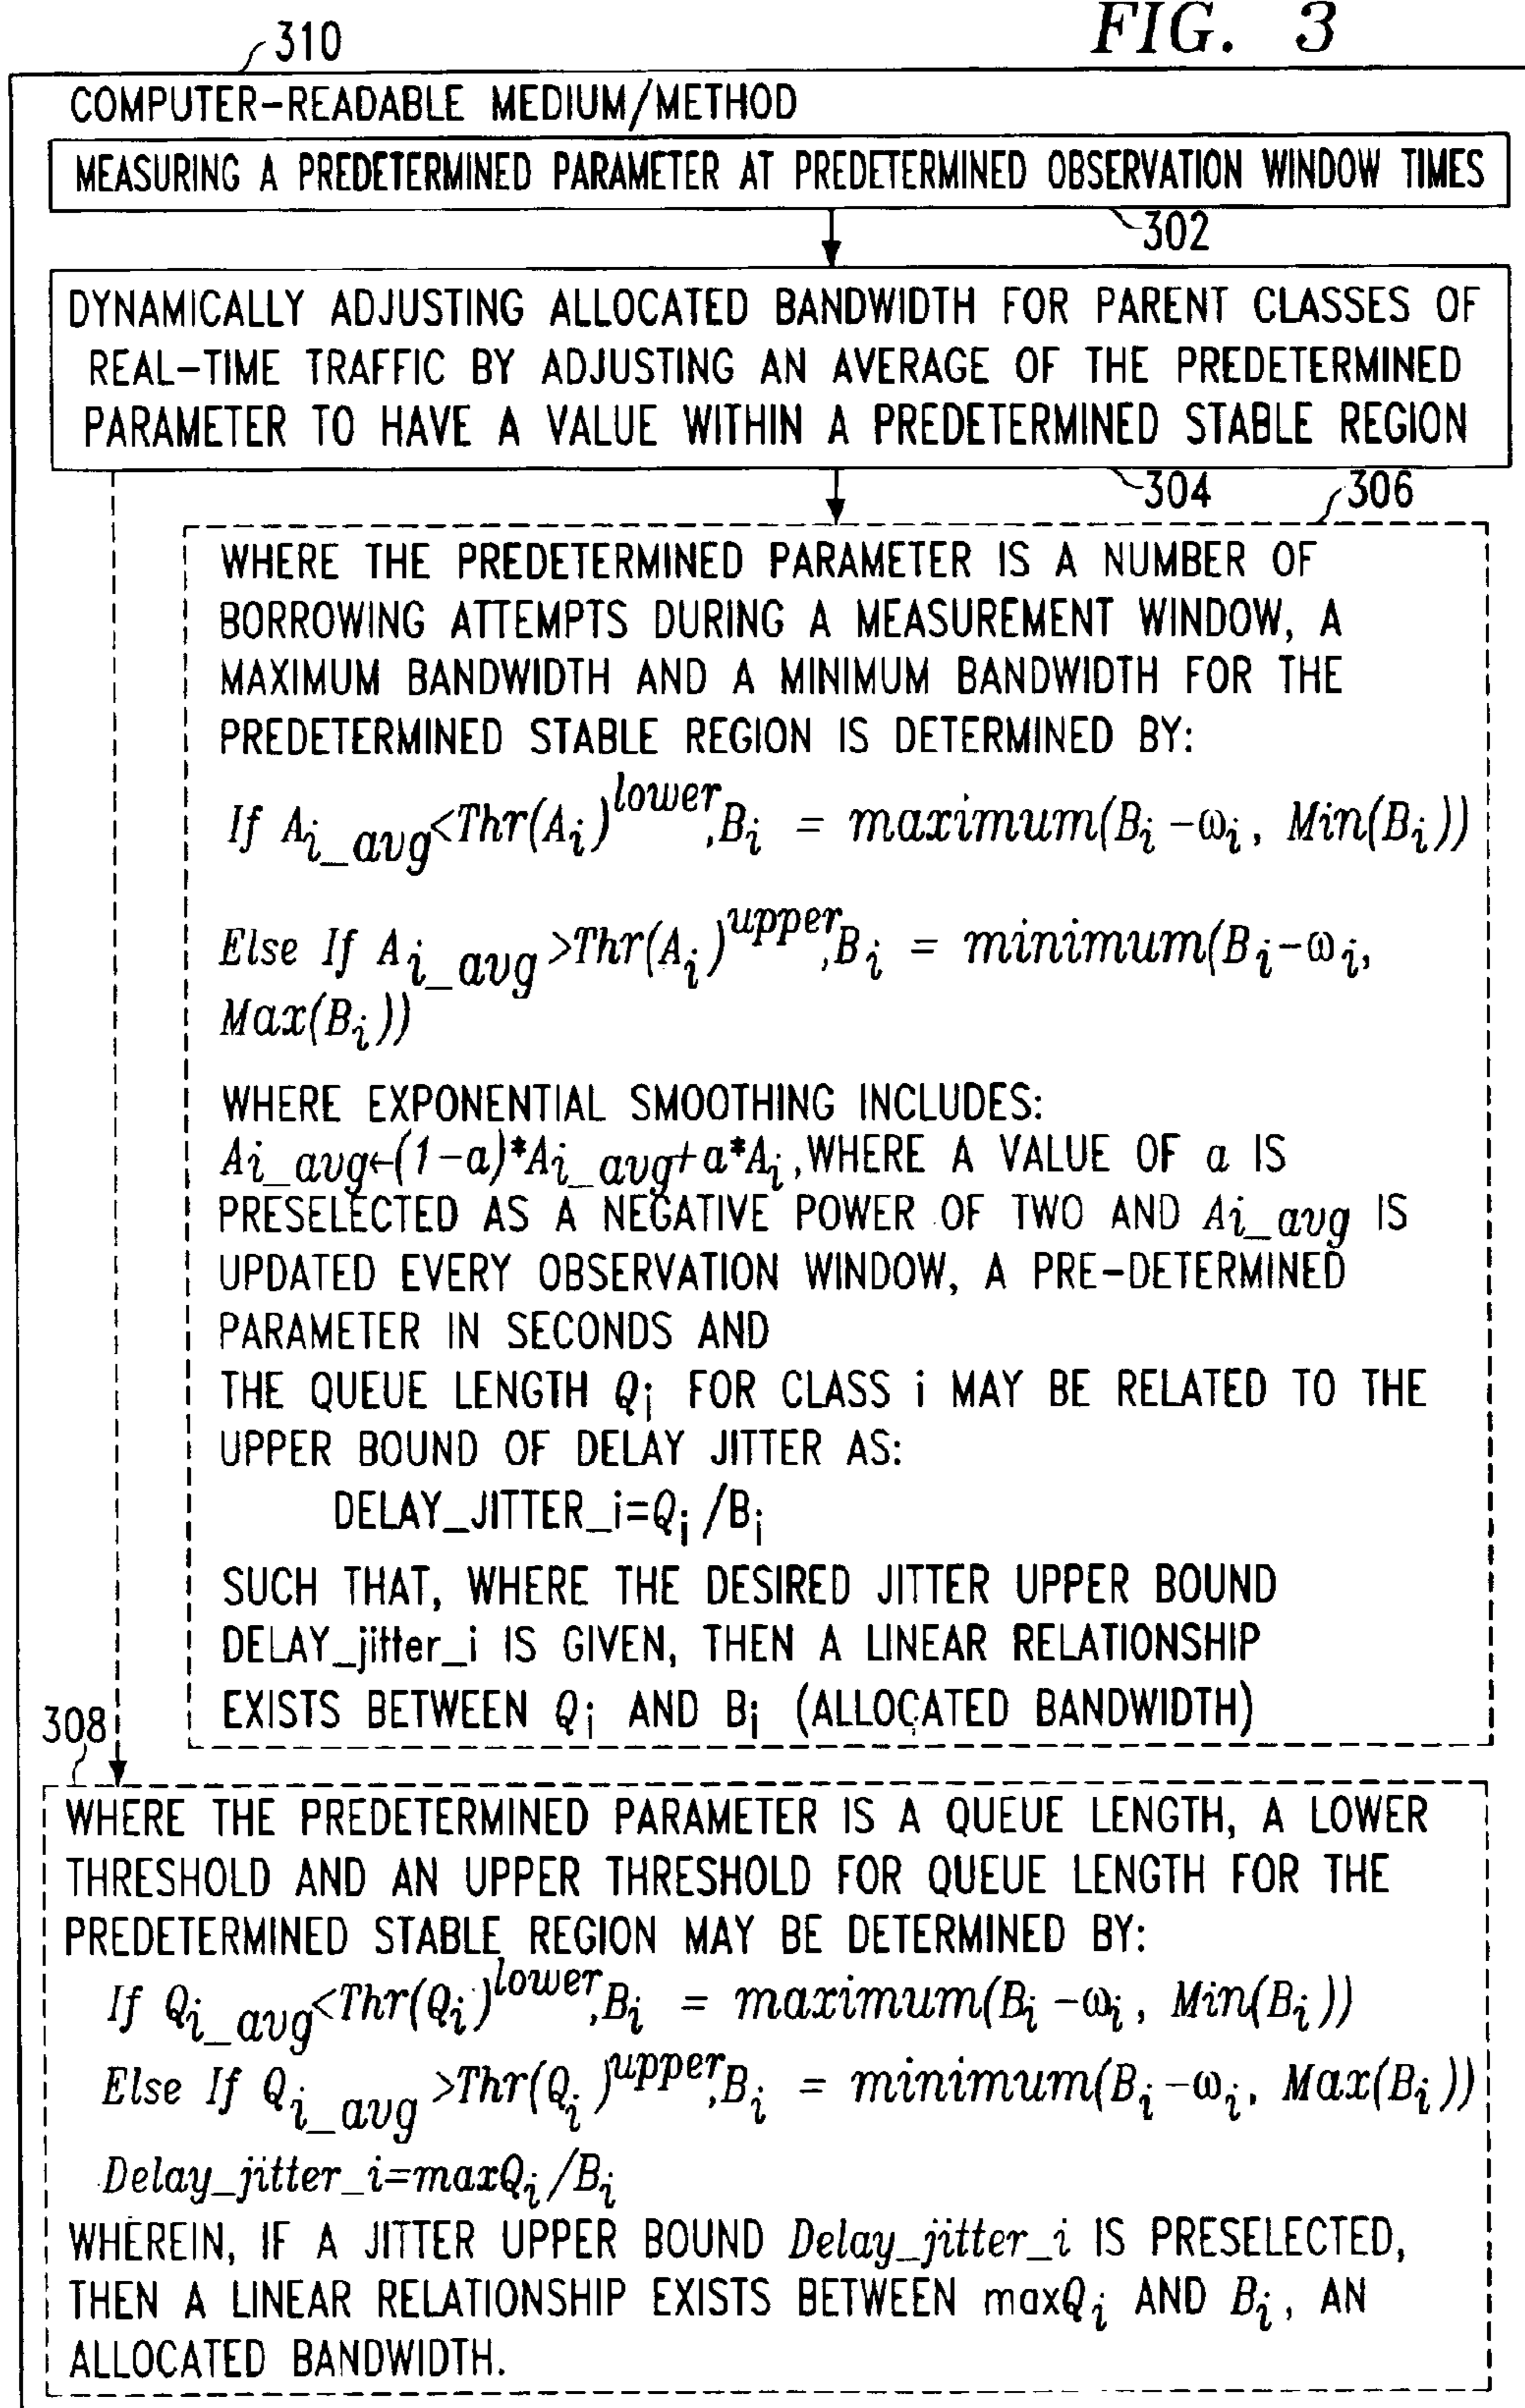 FIG. 3
310
COMPUTER-READABLE MEDIUM/METHOD
MEASURING A PREDETERMINED PARAMETER AT PREDETERMINED OBSERVATION WINDOW TIMES
302
DYNAMICALLY ADJUSTING ALLOCATED BANDWIDTH FOR PARENT CLASSES OF
REAL-TIME TRAFFIC BY ADJUSTING AN AVERAGE OF THE PREDETERMINED
PARAMETER TO HAVE A VALUE WITHIN A PREDETERMINED STABLE REGION
304
306
WHERE THE PREDETERMINED PARAMETER IS A NUMBER OF
BORROWING ATTEMPTS DURING A MEASUREMENT WINDOW, A
MAXIMUM BANDWIDTH AND A MINIMUM BANDWIDTH FOR THE
PREDETERMINED STABLE REGION IS DETERMINED BY:
If A_{i_avg}<Thr(A_i)^{lower},B_i = maximum(B_i-ω_i, Min(B_i))
Else If A_{i_avg}>Thr(A_i)^{upper},B_i = minimum(B_i-ω_i,
Max(B_i))
WHERE EXPONENTIAL SMOOTHING INCLUDES:
Ai_avg←(1-a)*Ai_avg+a*A_i,WHERE A VALUE OF a IS
PRESELECTED AS A NEGATIVE POWER OF TWO AND Ai_avg IS
UPDATED EVERY OBSERVATION WINDOW, A PRE-DETERMINED
PARAMETER IN SECONDS AND
THE QUEUE LENGTH Q_i FOR CLASS i MAY BE RELATED TO THE
UPPER BOUND OF DELAY JITTER AS:
DELAY_JITTER_i=Q_i/B_i
SUCH THAT, WHERE THE DESIRED JITTER UPPER BOUND
DELAY_jitter_i IS GIVEN, THEN A LINEAR RELATIONSHIP
EXISTS BETWEEN Q_i AND B_i (ALLOCATED BANDWIDTH)
308
WHERE THE PREDETERMINED PARAMETER IS A QUEUE LENGTH, A LOWER
THRESHOLD AND AN UPPER THRESHOLD FOR QUEUE LENGTH FOR THE
PREDETERMINED STABLE REGION MAY BE DETERMINED BY:
If Q_{i_avg}<Thr(Q_i)^{lower},B_i = maximum(B_i-ω_i, Min(B_i))
Else If Q_{i_avg}>Thr(Q_i)^{upper},B_i = minimum(B_i-ω_i, Max(B_i))
Delay_jitter_i=maxQ_i/B_i
WHEREIN, IF A JITTER UPPER BOUND Delay_jitter_i IS PRESELECTED,
THEN A LINEAR RELATIONSHIP EXISTS BETWEEN maxQ_i AND B_i, AN
ALLOCATED BANDWIDTH.